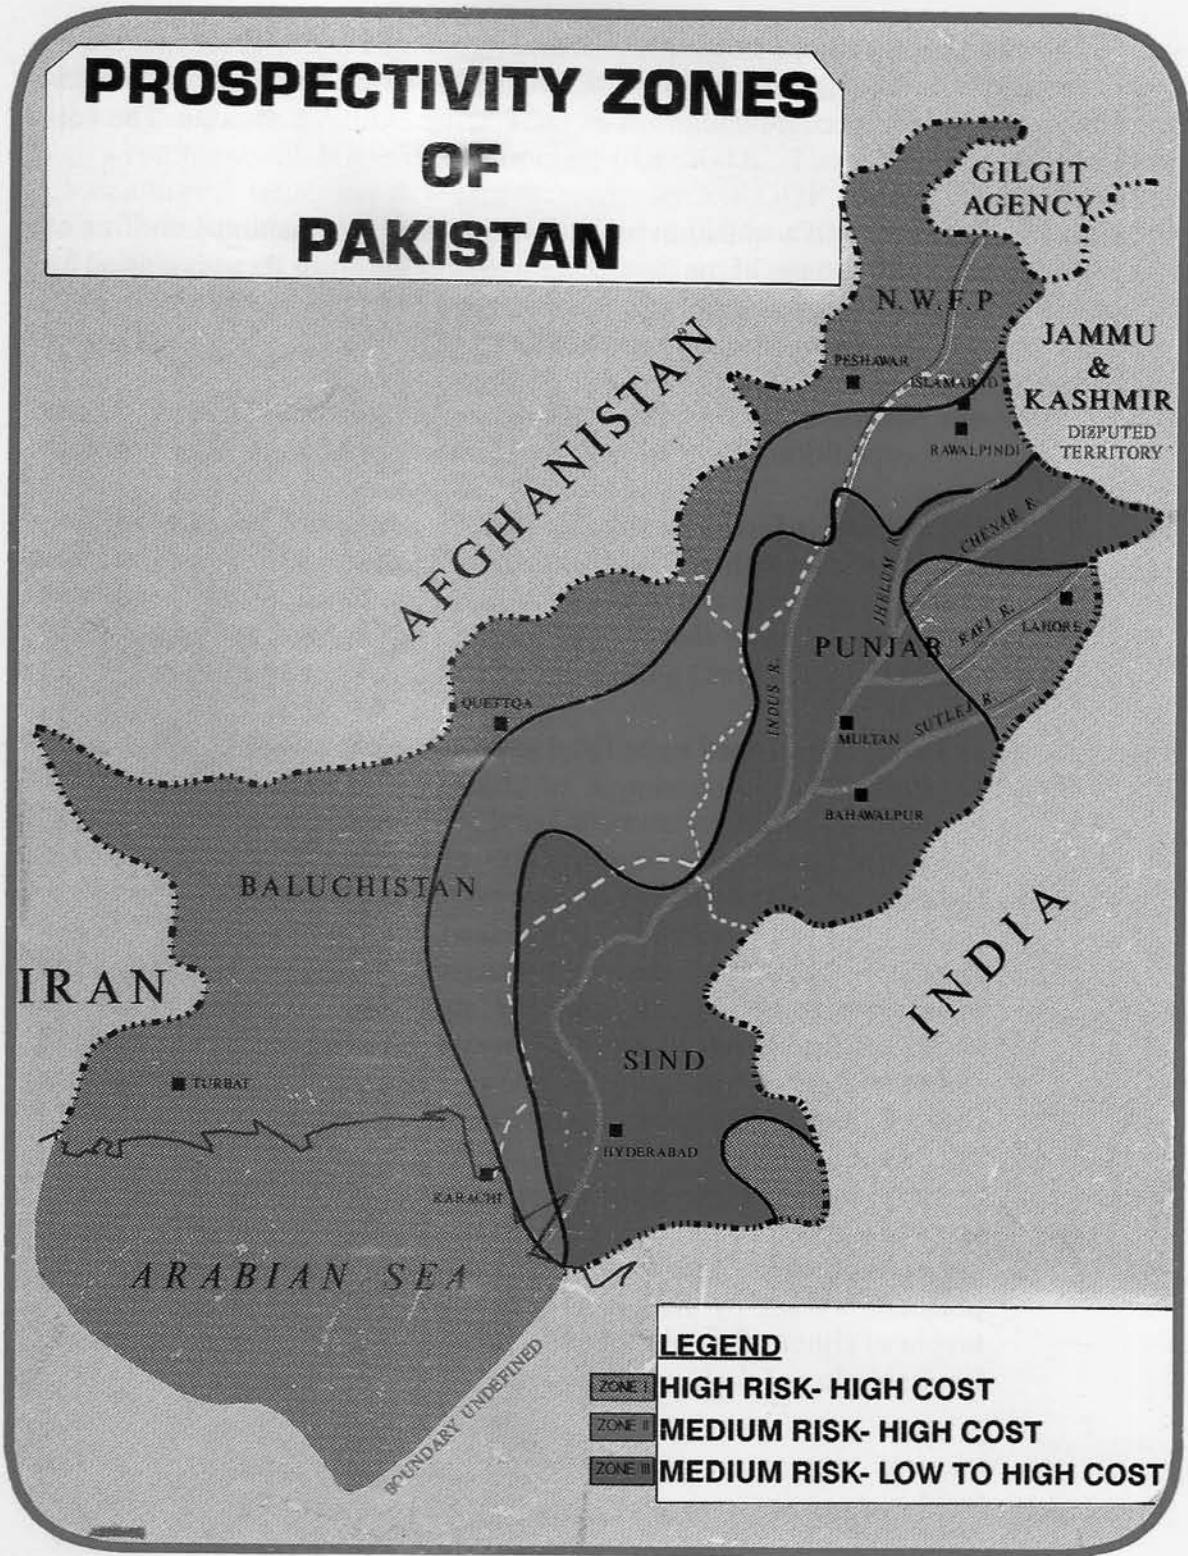 PROSPECTIVITY ZONES
OF
PAKISTAN
GILGIT
AGENCY
N.W.F.P
JAMMU
&
KASHMIR
DISPUTED
TERRITORY
PESHAWAR
ISLAMABAD
RAWALPINDI
AFGHANISTAN
CHENAB R.
JHELUM R.
RAVI R.
LAHORE
PUNJAB
INDUS R.
SUTLEJ R.
QUETTQA
MULTAN
BAHAWALPUR
BALUCHISTAN
IRAN
INDIA
SIND
TURBAT
HYDERABAD
KARACHI
ARABIAN SEA
BOUNDARY UNDEFINED
LEGEND
ZONE I HIGH RISK- HIGH COST
ZONE II MEDIUM RISK- HIGH COST
ZONE III MEDIUM RISK- LOW TO HIGH COST